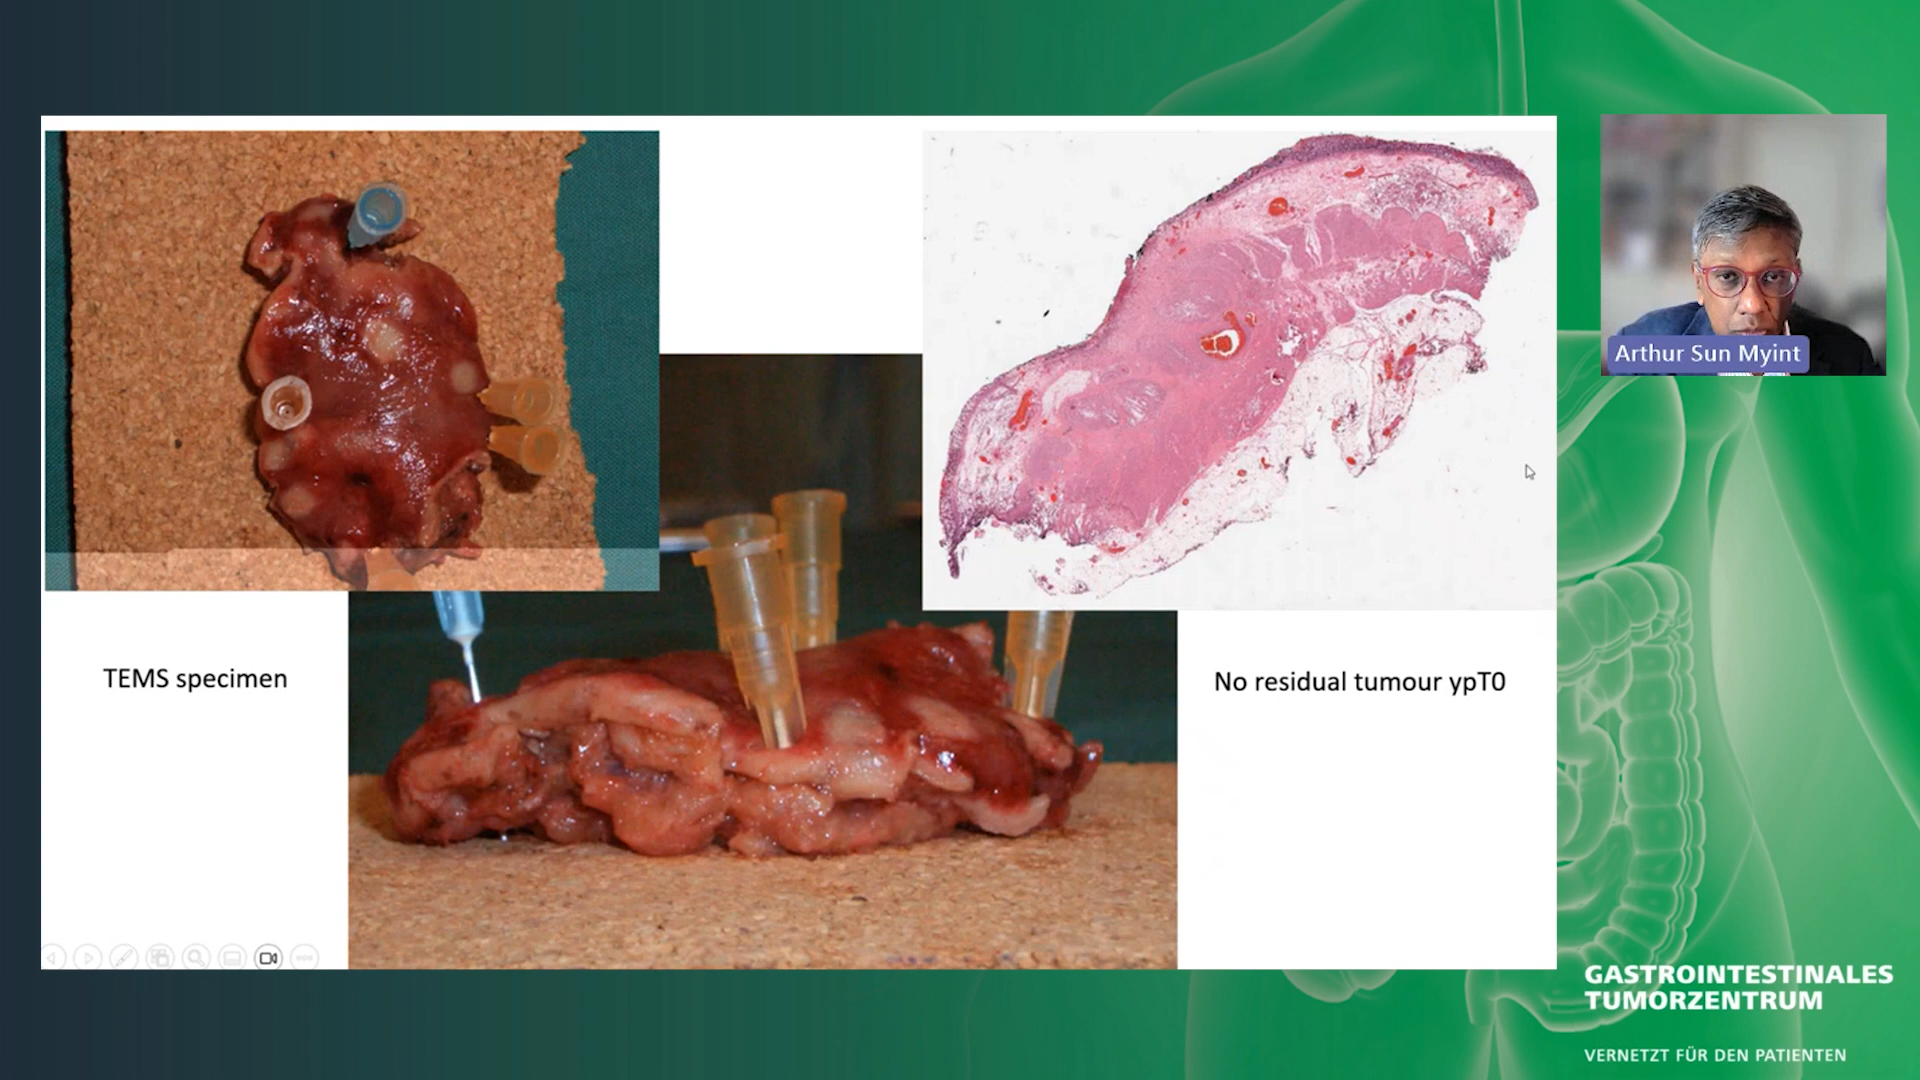 Arthur Sun Myint
TEMS specimen
No residual tumour ypT0
GASTROINTESTINALES
TUMORZENTRUM
VERNETZT FÜR DEN PATIENTEN